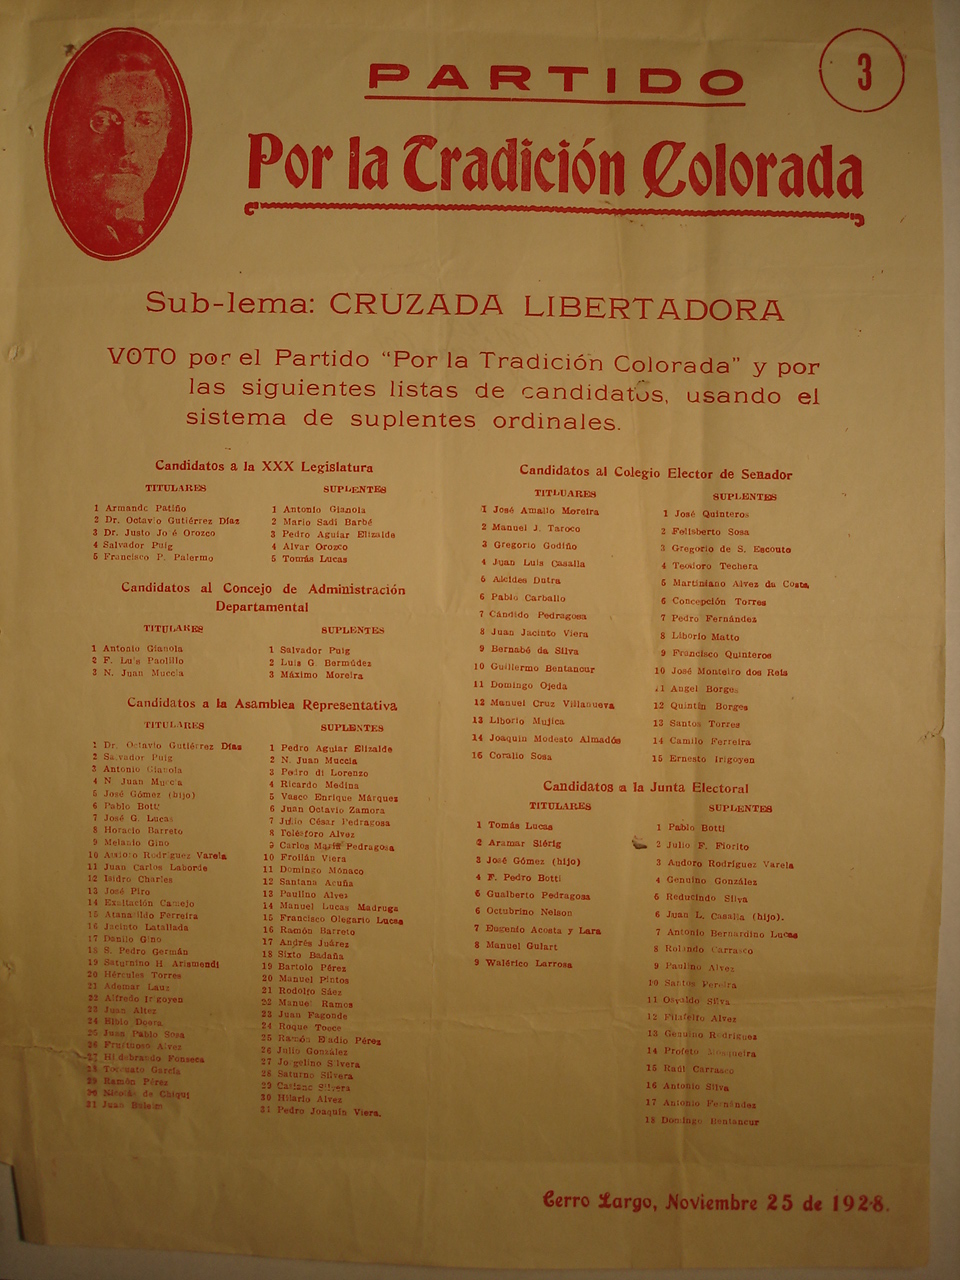 3
PARTIDO
Por la Tradición Colorada
Sub-lema: CRUZADA LIBERTADORA
VOTO por el Partido "Por la Tradición Colorada" y por
las siguientes listas de candidatos, usando el
sistema de suplentes ordinales.
Candidatos a la XXX Legislatura
TITULARES
1 Armando Patiño
2 Dr. Octavio Gutiérrez Díaz
3 Dr. Justo Jo é Orozco
4 Salvador Puig
5 Francisco P. Palermo
SUPLENTES
1 Antonio Gianola
2 Mario Sadi Barbé
3 Pedro Aguiar Elizalde
4 Alvar Orozco
5 Tomás Lucas
Candidatos al Concejo de Administración
Departamental
TITULARES
1 Antonio Gianola
2 F. Luis Paolillo
3 N. Juan Muccia
SUPLENTES
1 Salvador Puig
2 Luis G. Bermúdez
3 Máximo Moreira
Candidatos a la Asamblea Representativa
TITULARES
1 Dr. Octavio Gutiérrez Días
2 Salvador Puig
3 Antonio Gianola
4 N. Juan Muccia
5 José Gómez (hijo)
6 Pablo Botti
7 José G. Lucas
8 Horacio Barreto
9 Melanio Gino
10 Rodríguez Varela
11 Juan Carlos Laborde
12 Isidro Charles
13 José Piro
14 Exaltación Camejo
15 Atanaildo Ferreira
16 Jacinto Latallada
17 Danilo Gino
18 S. Pedro Germán
19 Saturnino H. Arismendi
20 Hércules Torres
21 Ademar Lauz
22 Alfredo Irigoyen
23 Juan Altez
24 Elbio
25 Juan Pablo Sosa
26 Fructuoso Alvez
27 Hildebrando Fonseca
28 Torcuato García
29 Ramón Pérez
30 Nicolás de Chiqui
31 Juan
SUPLENTES
1 Pedro Aguiar Elizalde
2 N. Juan Muccia
3 Pedro di Lorenzo
4 Ricardo Medina
5 Vasco Enrique Márquez
6 Juan Octavio Zamora
7 Julio César Pedragosa
8 Telésforo Alvez
9 Carlos María Pedragosa
10 Froilán Viera
11 Domingo Mónaco
12 Santana Acuña
13 Paulino Alvez
14 Manuel Lucas Madruga
15 Francisco Olegario Lucas
16 Ramón Barreto
17 Andrés Juárez
18 Sixto Badaña
19 Bartolo Pérez
20 Manuel Pintos
21 Rodolfo Sáez
22 Manuel Ramos
23 Juan Fagonde
24 Roque Tocce
25 Ramón Eladio Pérez
26 Julio González
27 Jorgelino Silvera
28 Saturno Silvera
29 Silvera
30 Hilario Alvez
31 Pedro Joaquín Viera.
Candidatos al Colegio Elector de Senador
TITLUARES
1 José Amalio Moreira
2 Manuel J. Taroco
3 Gregorio Godiño
4 Juan Luis Casalla
5 Alcides Dutra
6 Pablo Carballo
7 Cándido Pedragosa
8 Juan Jacinto Viera
9 Bernabé da Silva
10 Guillermo Bentancur
11 Domingo Ojeda
12 Manuel Cruz Villanueva
13 Liborio Mujica
14 Joaquín Modesto Almadós
15 Coralio Sosa
SUPLENTES
1 José Quinteros
2 Felisberto Sosa
3 Gregorio de S. Escouto
4 Teodoro Techera
5 Martiniano Alvez da Costa
6 Concepción Torres
7 Pedro Fernández
8 Liborio Matto
9 Francisco Quinteros
10 José Monteiro dos Reis
11 Angel Borges
12 Quintín Borges
13 Santos Torres
14 Camilo Ferreira
15 Ernesto Irigoyen
Candidatos a la Junta Electoral
TITULARES
1 Tomás Lucas
2 Aramar Siérig
3 José Gómez (hijo)
4 F. Pedro Botti
5 Gualberto Pedragosa
6 Octubrino Nelson
7 Eugenio Acosta y Lara
8 Manuel Gulart
9 Walérico Larrosa
SUPLENTES
1 Pablo Botti
2 Julio F. Fiorito
3 Audoro Rodríguez Varela
4 Genuino González
5 Reducindo Silva
6 Juan L. Casalla (hijo).
7 Antonio Bernardino Lucas
8 Rolando Carrasco
9 Paulino Alvez
10 Santos Pereira
11 Osvaldo Silva
12 Filafelfo Alvez
13 Genuino Rodríguez
14 Profeto Mosqueira
15 Raúl Carrasco
16 Antonio Silva
17 Antonio Fernández
18 Domingo Bentancur
Cerro Largo, Noviembre 25 de 1928.